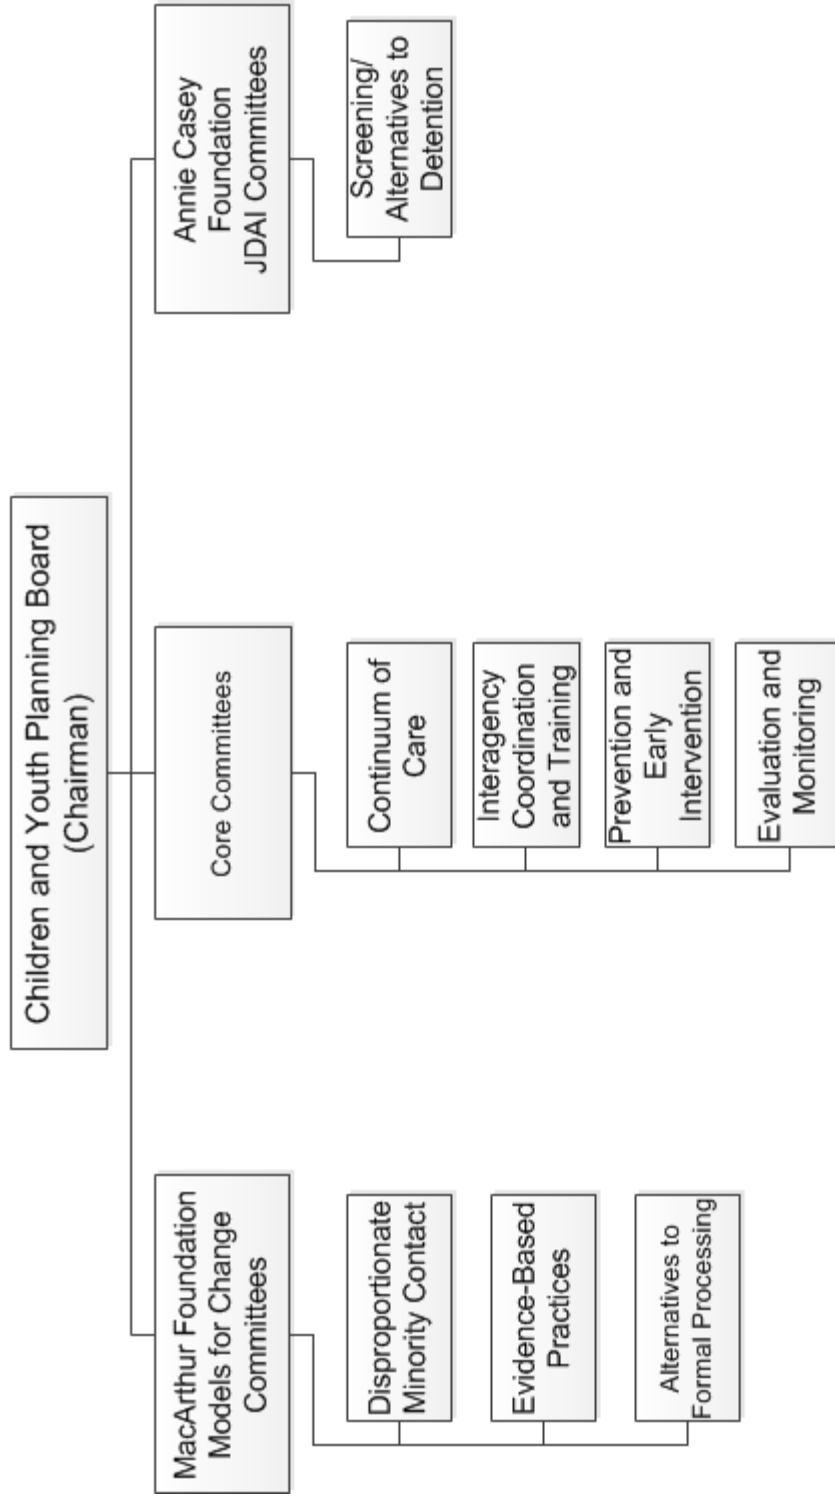 Children and Youth Planning Board
(Chairman)
MacArthur Foundation
Models for Change
Committees
Disproportionate
Minority Contact
Evidence-Based
Practices
Alternatives to
Formal Processing
Core Committees
Continuum of
Care
Interagency
Coordination
and Training
Prevention and
Early
Intervention
Evaluation and
Monitoring
Annie Casey
Foundation
JDAI Committees
Screening/
Alternatives to
Detention